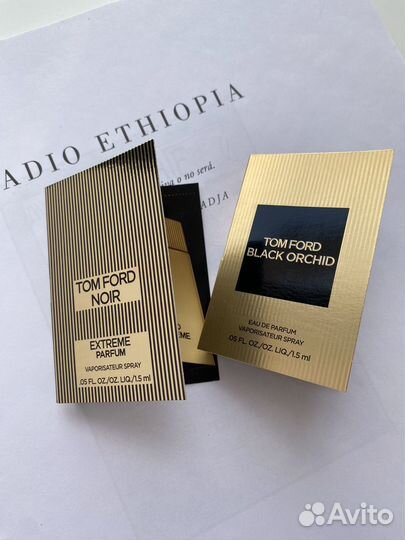 ADIO ETHIOPIA
o no será.
ADJA
TOM FORD
NOIR
EXTREME
PARFUM
VAPORISATEUR SPRAY
.05 FL. OZ./OZ. LIQ./1.5 ml
TOM FORD
BLACK ORCHID
EAU DE PARFUM
VAPORISATEUR SPRAY
.05 FL. OZ./OZ. LIQ./1.5 ml
Avito